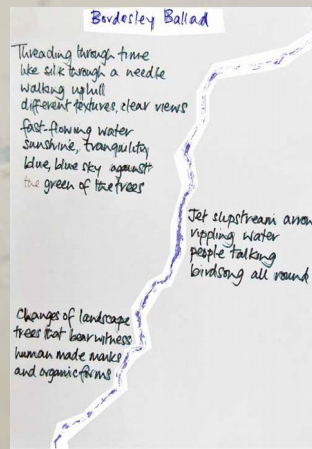 Bordesley Ballad
Threading through time
like silk through a needle
walking uphill
different textures, clear views
fast-flowing water
sunshine, tranquility
blue, blue sky against
the green of the trees
Jet slipstream arrow
rippling water
people talking
birdsong all round
Changes of landscape
trees that bear witness
human made marks
and organic forms